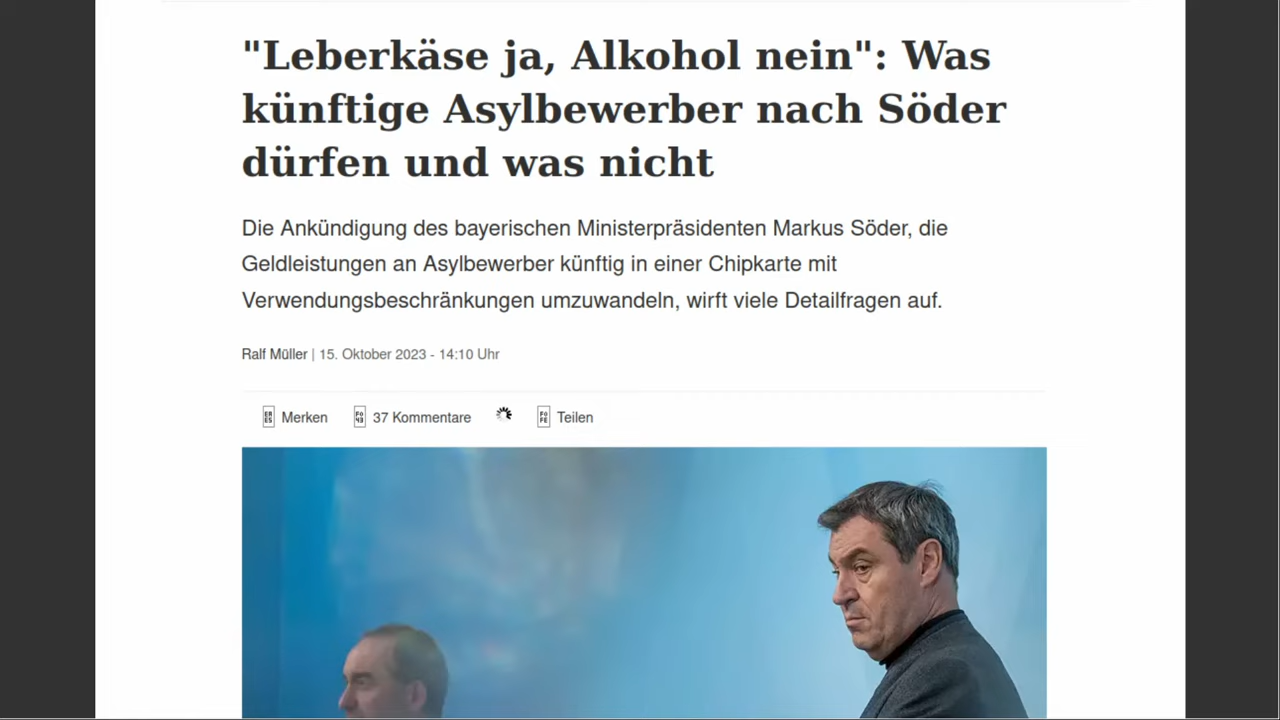 "Leberkäse ja, Alkohol nein": Was
künftige Asylbewerber nach Söder
dürfen und was nicht
Die Ankündigung des bayerischen Ministerpräsidenten Markus Söder, die
Geldleistungen an Asylbewerber künftig in einer Chipkarte mit
Verwendungsbeschränkungen umzuwandeln, wirft viele Detailfragen auf.
Ralf Müller | 15. Oktober 2023 - 14:10 Uhr
Merken 37 Kommentare Teilen